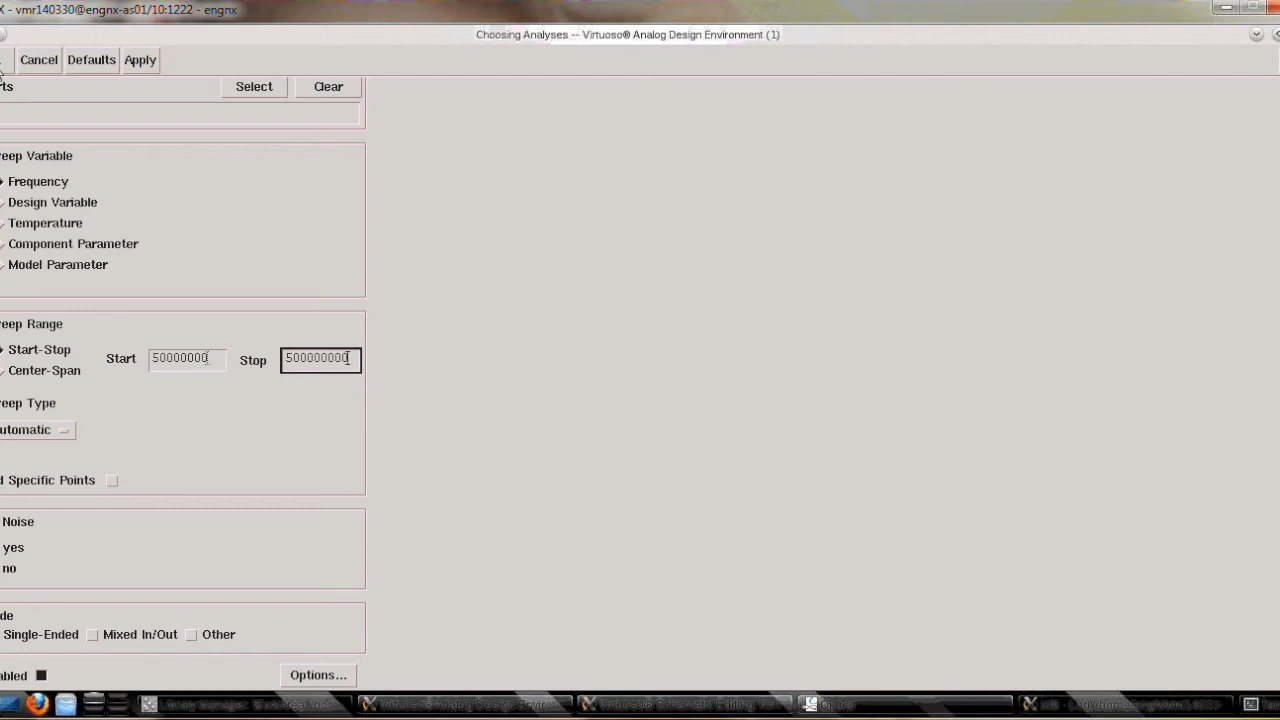 X - vmr140330@engnx-as01/10:1222 - engnx
Choosing Analyses -- Virtuoso® Analog Design Environment (1)
Cancel Defaults Apply
rts Select Clear
eep Variable
Frequency
Design Variable
Temperature
Component Parameter
Model Parameter
eep Range
Start-Stop Start 50000000 Stop 500000000
Center-Span
eep Type
utomatic
d Specific Points
Noise
yes
no
de
Single-Ended Mixed In/Out Other
abled Options...